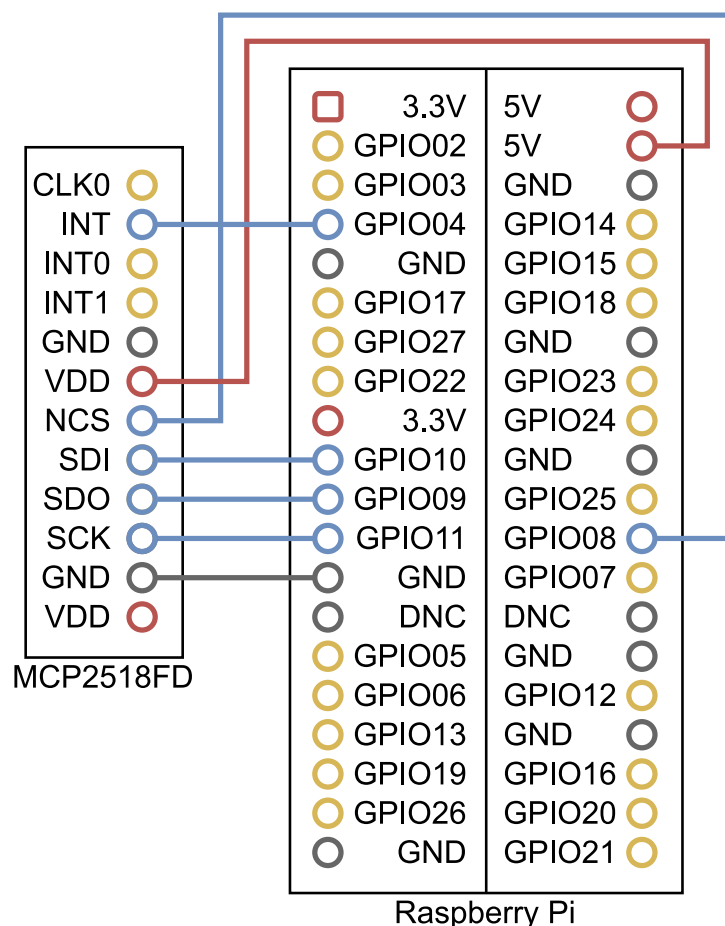 3.3V 5V
GPIO02 5V
CLK0 GPIO03 GND
INT GPIO04 GPIO14
INT0 GND GPIO15
INT1 GPIO17 GPIO18
GND GPIO27 GND
VDD GPIO22 GPIO23
NCS 3.3V GPIO24
SDI GPIO10 GND
SDO GPIO09 GPIO25
SCK GPIO11 GPIO08
GND GND GPIO07
VDD DNC DNC
GPIO05 GND
MCP2518FD GPIO06 GPIO12
GPIO13 GND
GPIO19 GPIO16
GPIO26 GPIO20
GND GPIO21
Raspberry Pi